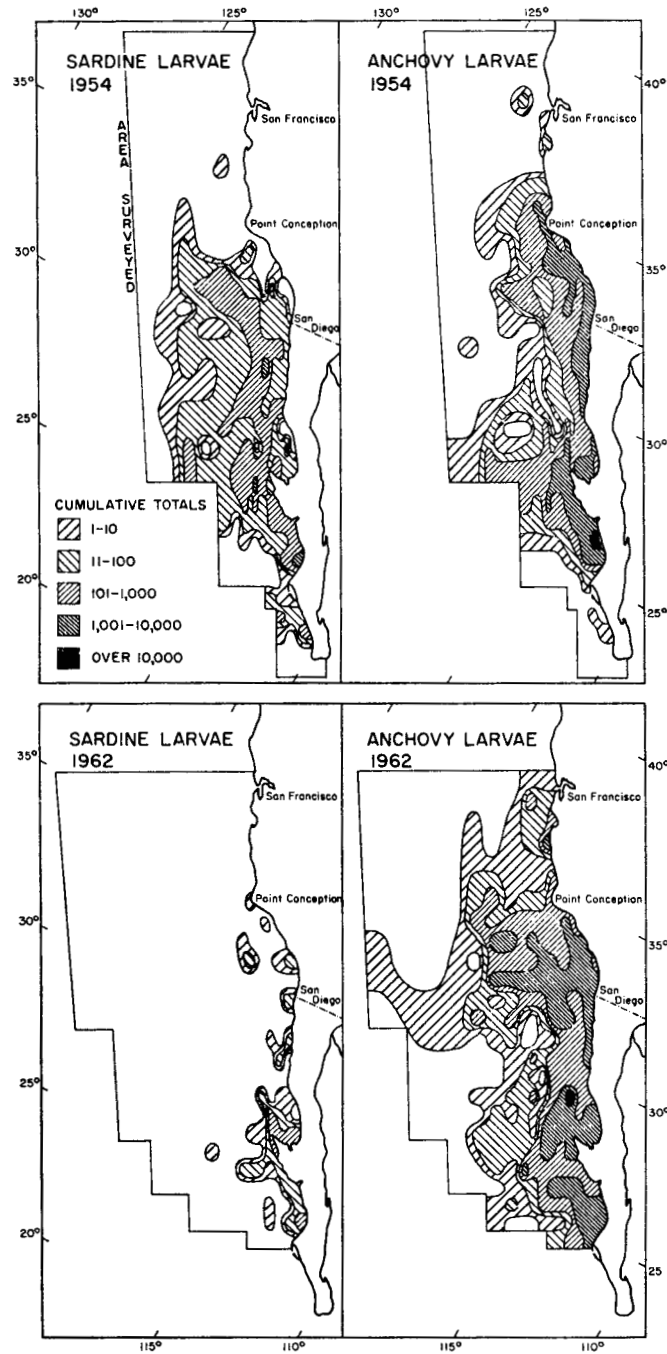 130° 125° 130° 125°
35° SARDINE LARVAE 1954
ANCHOVY LARVAE 1954
40°
San Francisco
San Francisco
AREA SURVEYED
Point Conception
Point Conception
30°
35°
San Diego
San Diego
25°
30°
CUMULATIVE TOTALS
1-10
11-100
101-1,000
1,001-10,000
OVER 10,000
20°
25°
SARDINE LARVAE 1962
ANCHOVY LARVAE 1962
35°
40°
San Francisco
San Francisco
Point Conception
Point Conception
30°
35°
San Diego
San Diego
25°
30°
20°
25
115° 110° 115° 110°